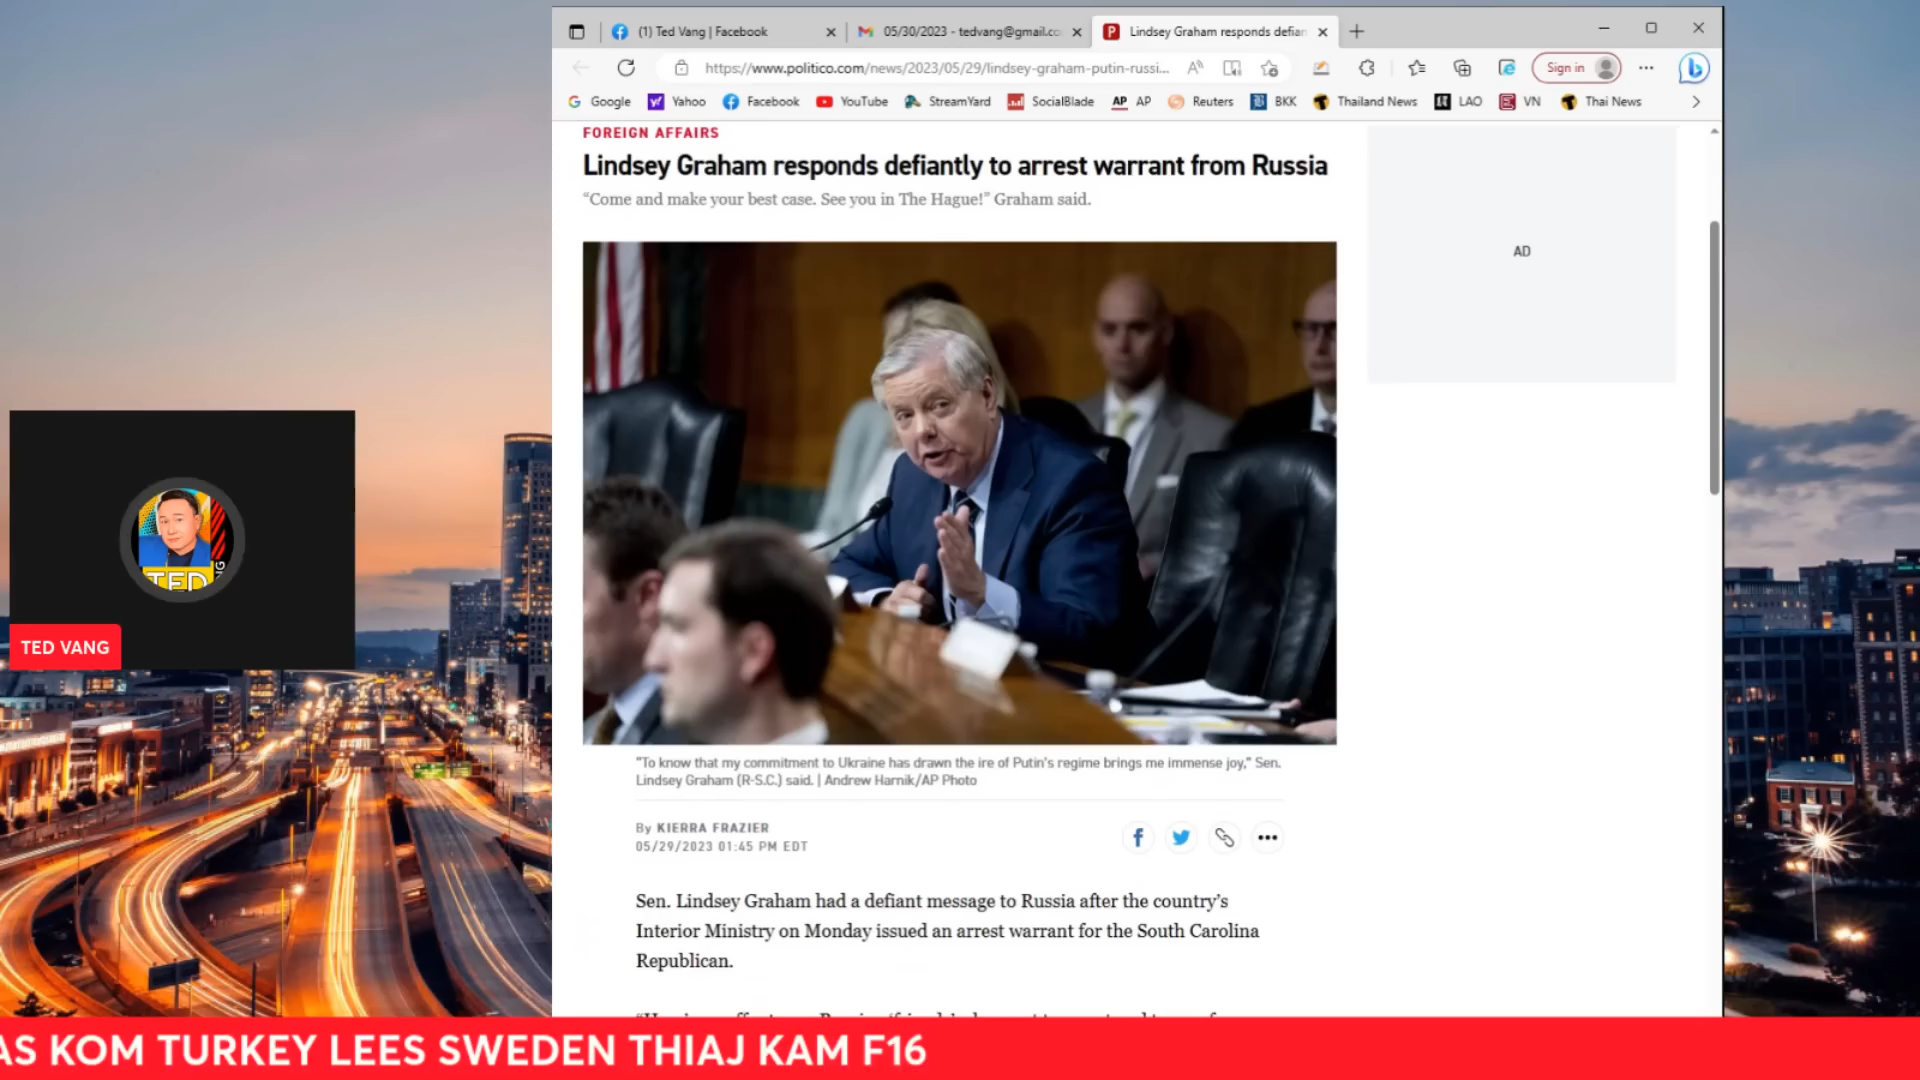 (1) Ted Vang | Facebook
05/30/2023 - tedvang@gmail.co
Lindsey Graham responds defian
https://www.politico.com/news/2023/05/29/lindsey-graham-putin-russi...
Sign in
Google Yahoo Facebook YouTube StreamYard SocialBlade AP AP Reuters BKK Thailand News LAO VN Thai News
FOREIGN AFFAIRS
Lindsey Graham responds defiantly to arrest warrant from Russia
“Come and make your best case. See you in The Hague!” Graham said.
AD
TED
TED VANG
"To know that my commitment to Ukraine has drawn the ire of Putin's regime brings me immense joy," Sen.
Lindsey Graham (R-S.C.) said. | Andrew Harnik/AP Photo
By KIERRA FRAZIER
05/29/2023 01:45 PM EDT
Sen. Lindsey Graham had a defiant message to Russia after the country’s
Interior Ministry on Monday issued an arrest warrant for the South Carolina
Republican.
AS KOM TURKEY LEES SWEDEN THIAJ KAM F16